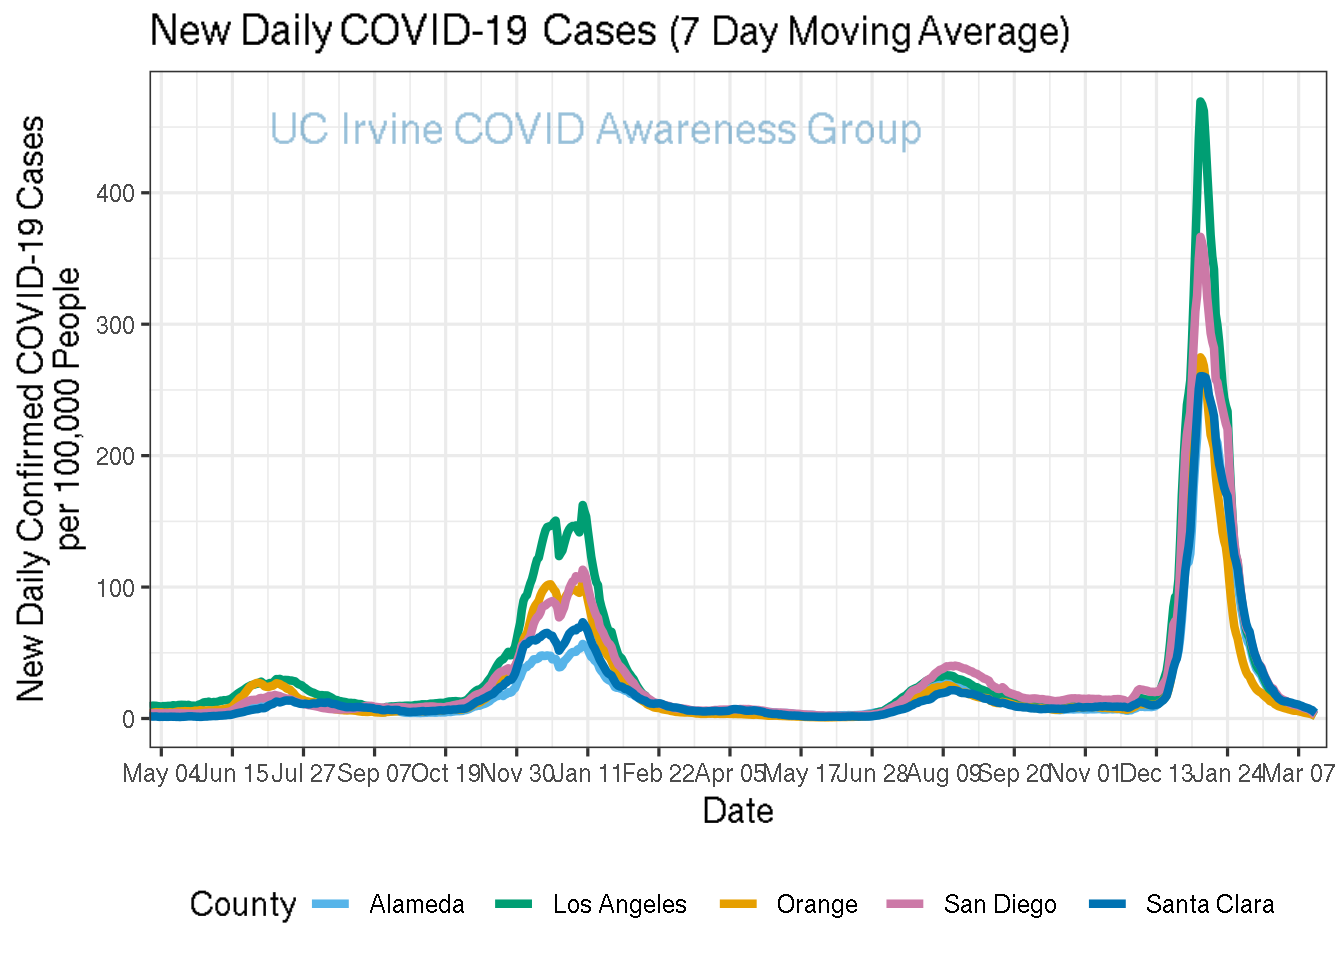 New Daily COVID-19 Cases (7 Day Moving Average)
UC Irvine COVID Awareness Group
New Daily Confirmed COVID-19 Cases
per 100,000 People
400
300
200
100
0
May 04 Jun 15 Jul 27 Sep 07 Oct 19 Nov 30 Jan 11 Feb 22 Apr 05 May 17 Jun 28 Aug 09 Sep 20 Nov 01 Dec 13 Jan 24 Mar 07
Date
County Alameda Los Angeles Orange San Diego Santa Clara